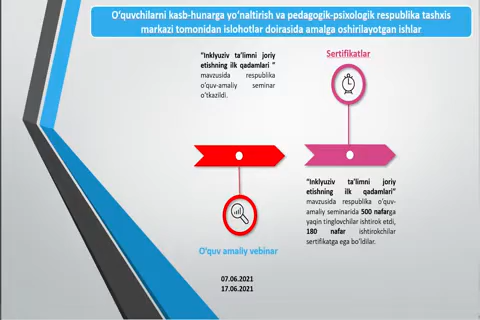 O'quvchilarni kasb-hunarga yo'naltirish va pedagogik-psixologik respublika tashxis
markazi tomonidan islohotlar doirasida amalga oshirilayotgan ishlar
"Inklyuziv ta'limni joriy
etishning ilk qadamlari "
mavzusida respublika
o'quv-amaliy seminar
o'tkazildi.
Sertifikatlar
"Inklyuziv ta'limni joriy
etishning ilk qadamlari"
mavzusida respublika o'quv-
amaliy seminarida 500 nafarga
yaqin tinglovchilar ishtirok etdi,
180 nafar ishtirokchilar
sertifikatga ega bo'ldilar.
O'quv amaliy vebinar
07.06.2021
17.06.2021